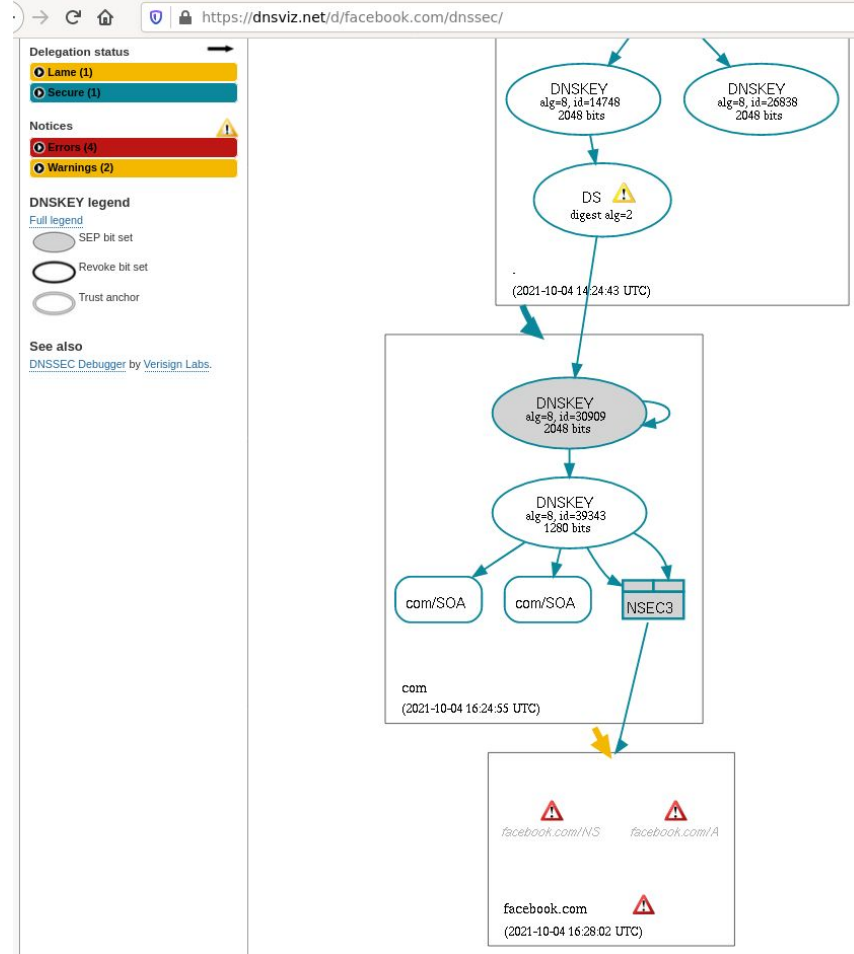 https://dnsviz.net/d/facebook.com/dnssec/
Delegation status
Lame (1)
Secure (1)
Notices
Errors (4)
Warnings (2)
DNSKEY legend
Full legend
SEP bit set
Revoke bit set
Trust anchor
See also
DNSSEC Debugger by Verisign Labs.
DNSKEY
alg=8, id=14748
2048 bits
DNSKEY
alg=8, id=26838
2048 bits
DS
digest alg=2
.
(2021-10-04 14:24:43 UTC)
DNSKEY
alg=8, id=30909
2048 bits
DNSKEY
alg=8, id=39343
1280 bits
com/SOA
com/SOA
NSEC3
com
(2021-10-04 16:24:55 UTC)
facebook.com/NS
facebook.com/A
facebook.com
(2021-10-04 16:28:02 UTC)